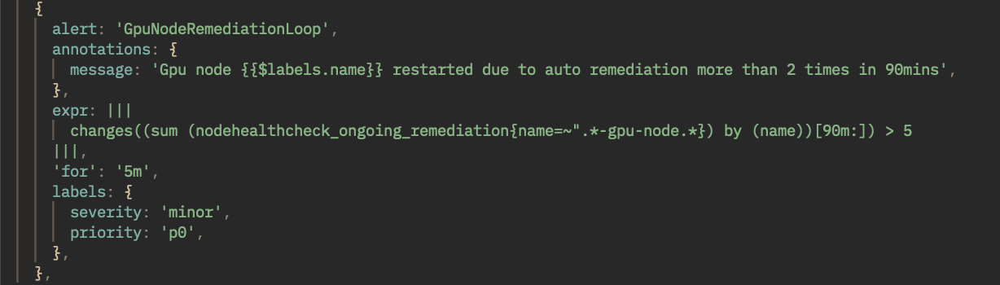 {
alert: 'GpuNodeRemediationLoop',
annotations: {
message: 'Gpu node {{$labels.name}} restarted due to auto remediation more than 2 times in 90mins',
},
expr: |||
changes((sum (nodehealthcheck_ongoing_remediation{name=~".*-gpu-node.*}) by (name))[90m:]) > 5
|||,
'for': '5m',
labels: {
severity: 'minor',
priority: 'p0',
},
},